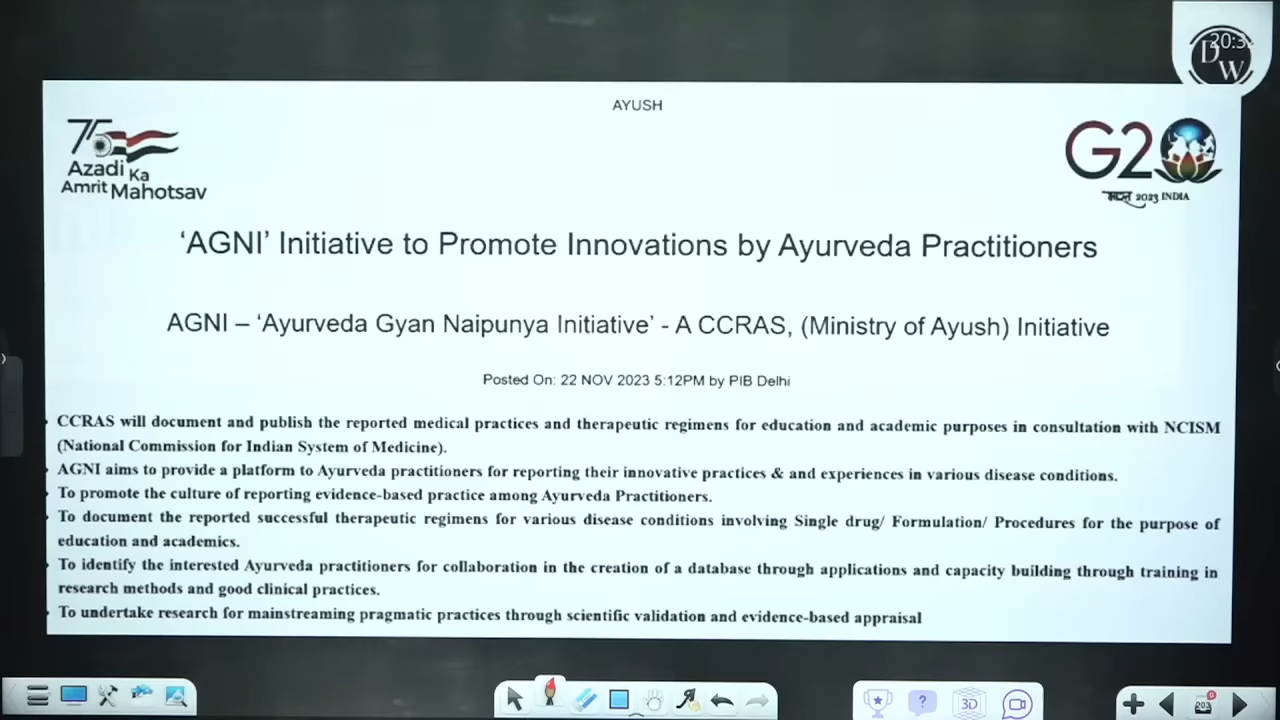 20:3
DW
AYUSH
75
Azadi Ka
Amrit Mahotsav
G20
भारत 2023 INDIA
‘AGNI’ Initiative to Promote Innovations by Ayurveda Practitioners
AGNI – ‘Ayurveda Gyan Naipunya Initiative’ - A CCRAS, (Ministry of Ayush) Initiative
Posted On: 22 NOV 2023 5:12PM by PIB Delhi
CCRAS will document and publish the reported medical practices and therapeutic regimens for education and academic purposes in consultation with NCISM
(National Commission for Indian System of Medicine).
AGNI aims to provide a platform to Ayurveda practitioners for reporting their innovative practices & and experiences in various disease conditions.
To promote the culture of reporting evidence-based practice among Ayurveda Practitioners.
To document the reported successful therapeutic regimens for various disease conditions involving Single drug/ Formulation/ Procedures for the purpose of
education and academics.
To identify the interested Ayurveda practitioners for collaboration in the creation of a database through applications and capacity building through training in
research methods and good clinical practices.
To undertake research for mainstreaming pragmatic practices through scientific validation and evidence-based appraisal
?
3D
203
0